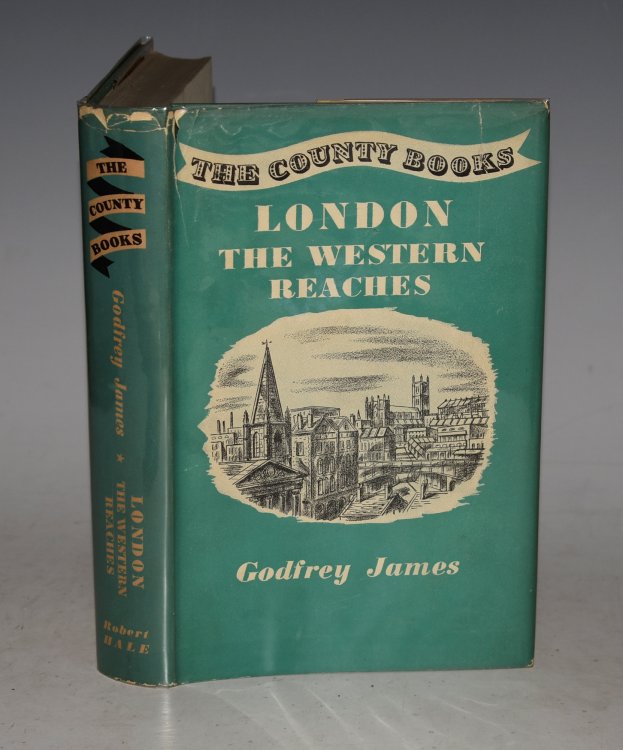 THE COUNTY BOOKS
LONDON
THE WESTERN
REACHES
Godfrey James
THE
COUNTY
BOOKS
Godfrey James ★ LONDON
THE WESTERN
REACHES
Robert
HALE